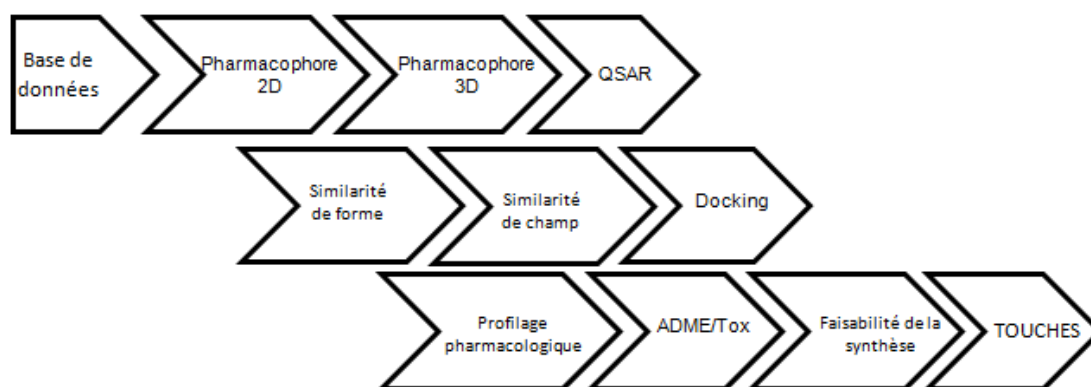 Base de
données
Pharmacophore
2D
Pharmacophore
3D
QSAR
Similarité
de forme
Similarité
de champ
Docking
Profilage
pharmacologique
ADME/Tox
Faisabilité de la
synthèse
TOUCHES